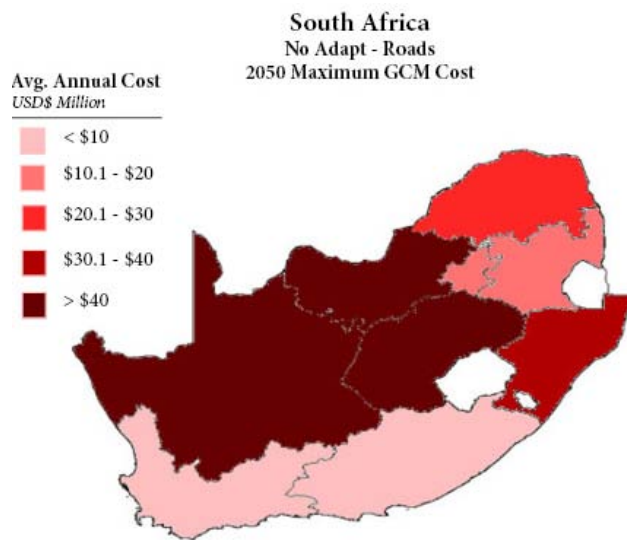 South Africa
No Adapt - Roads
2050 Maximum GCM Cost
Avg. Annual Cost
USD$ Million
< $10
$10.1 - $20
$20.1 - $30
$30.1 - $40
> $40